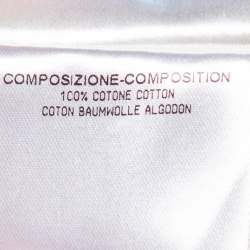 COMPOSIZIONE-COMPOSITION
100% COTONE COTTON
COTON BAUMWOLLE ALGODON